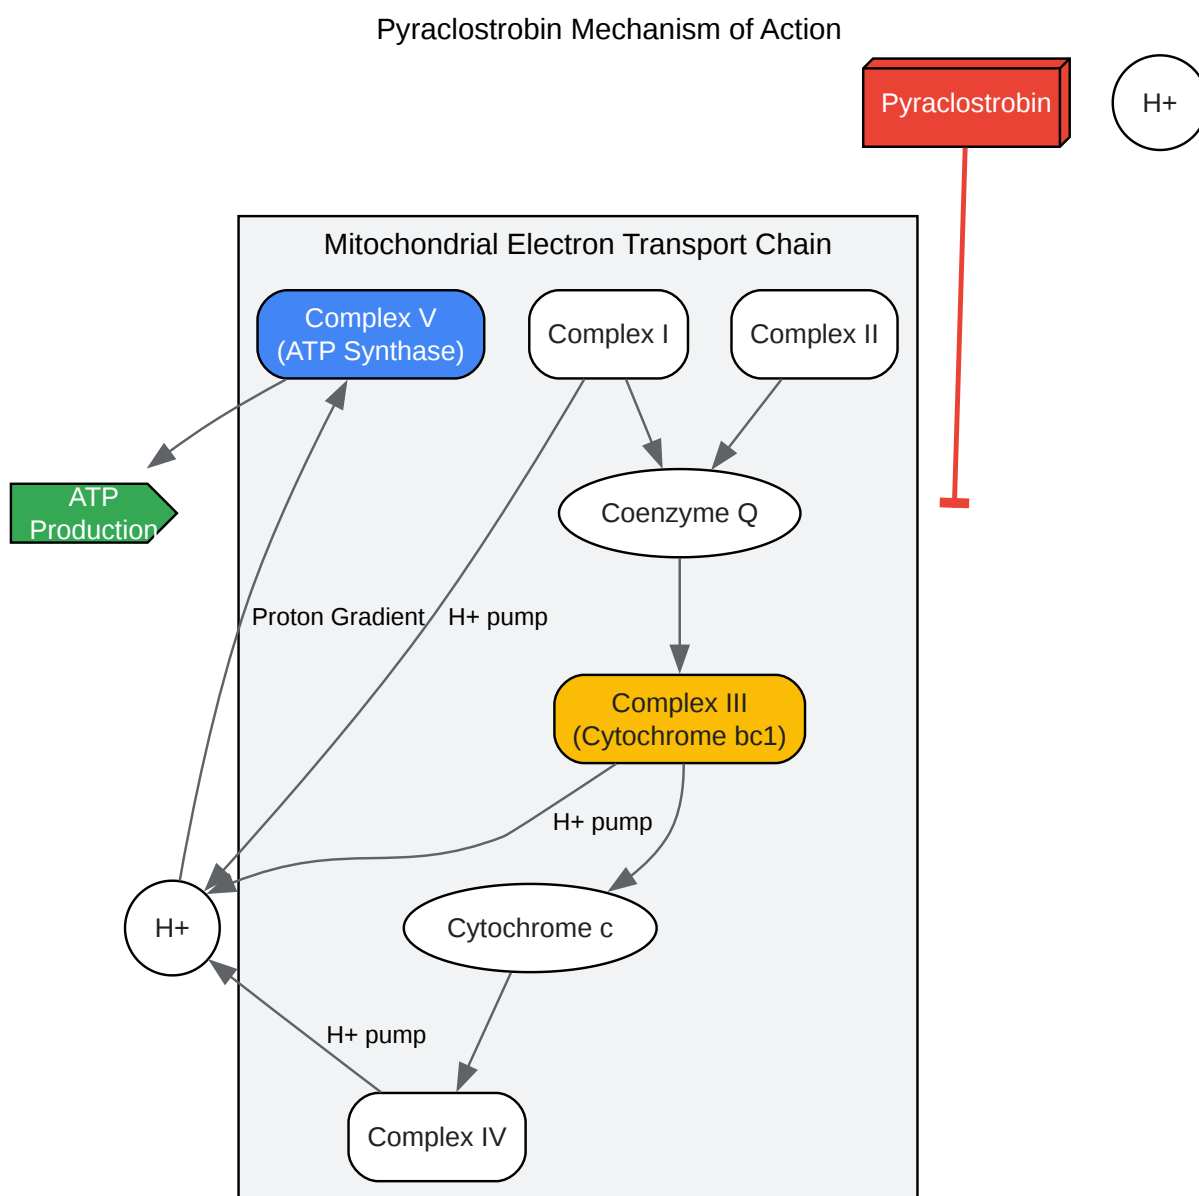 Pyraclostrobin Mechanism of Action
Pyraclostrobin
H+
Mitochondrial Electron Transport Chain
Complex V
(ATP Synthase)
Complex I
Complex II
ATP
Production
Coenzyme Q
Proton Gradient
H+ pump
Complex III
(Cytochrome bc1)
H+ pump
H+
Cytochrome c
H+ pump
Complex IV